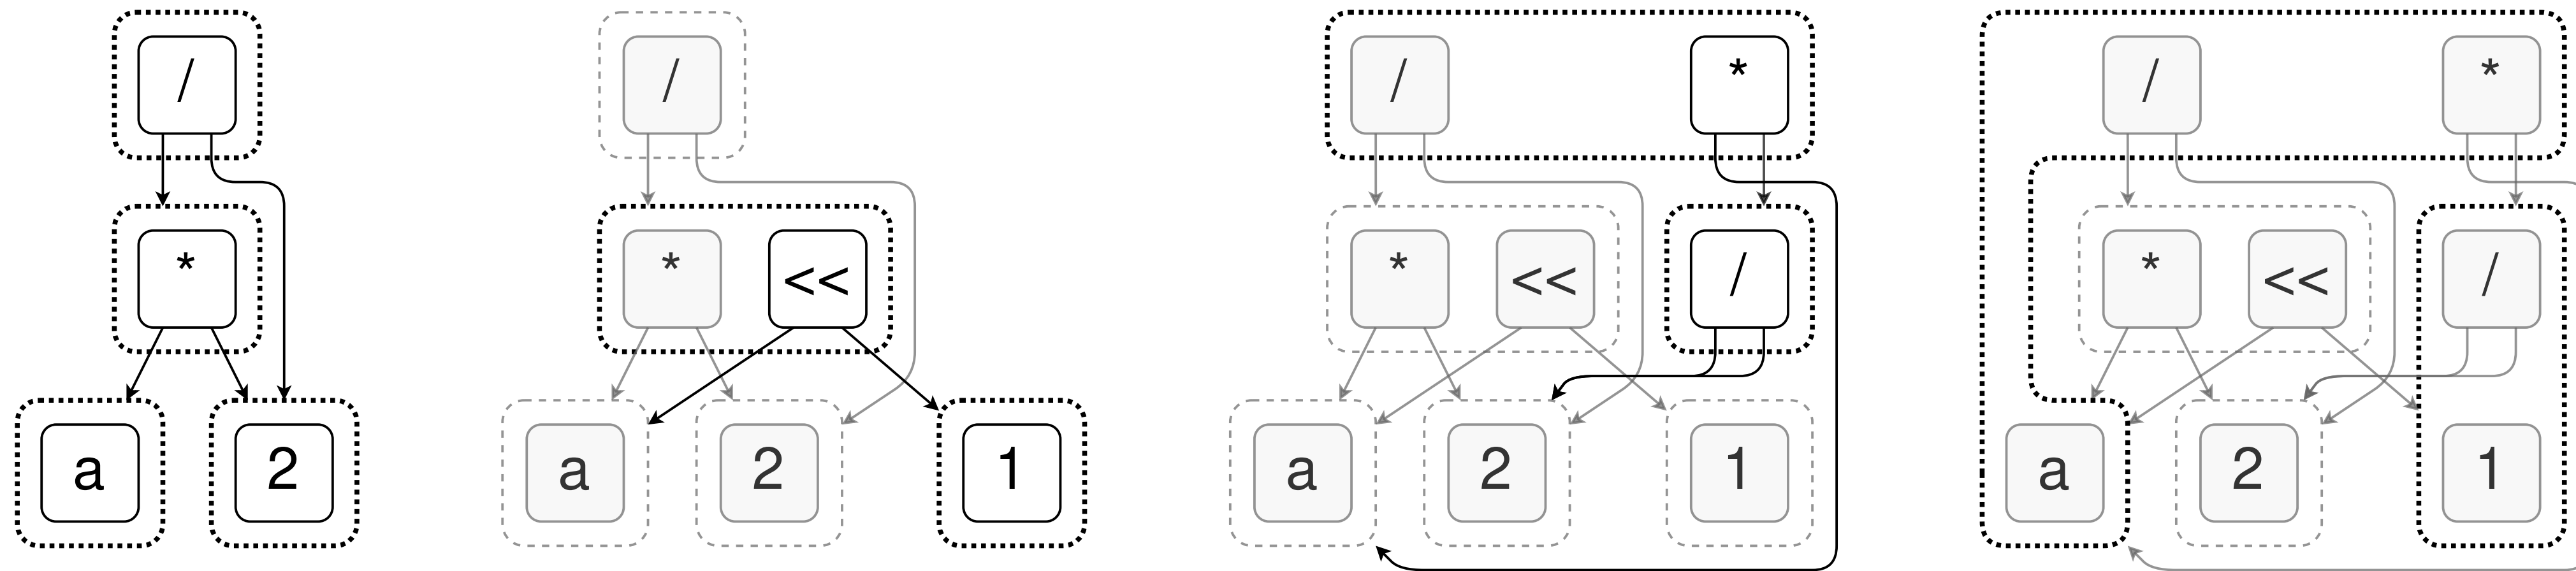 /
*
a 2
/
* <<
a 2 1
/ *
* << /
a 2 1
/ *
* << /
a 2 1